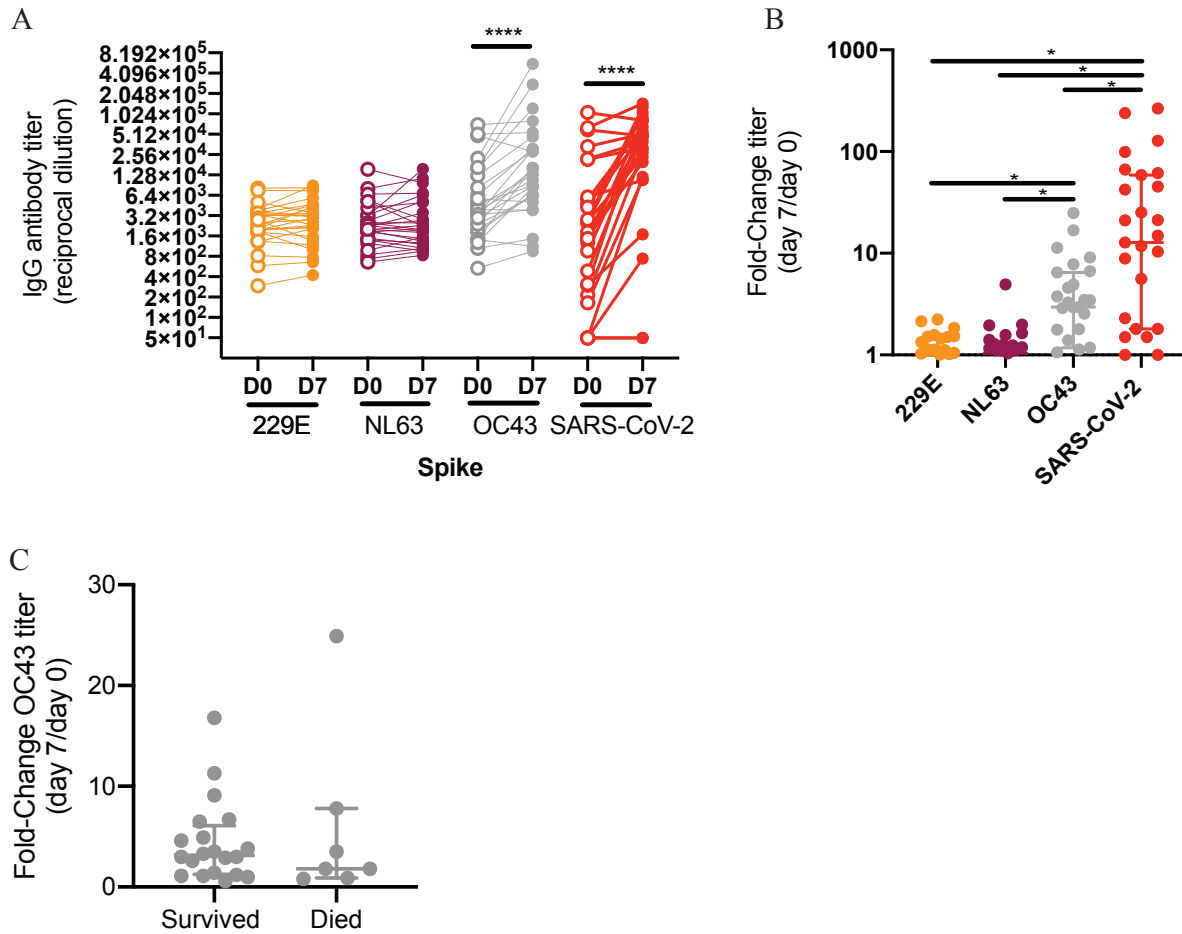 A
IgG antibody titer
(reciprocal dilution)
8.192×10⁵
4.096×10⁵
2.048×10⁵
1.024×10⁵
5.12×10⁴
2.56×10⁴
1.28×10⁴
6.4×10³
3.2×10³
1.6×10³
8×10²
4×10²
2×10²
1×10²
5×10¹
****
****
D0 D7 D0 D7 D0 D7 D0 D7
229E NL63 OC43 SARS-CoV-2
Spike
B
Fold-Change titer
(day 7/day 0)
1000
100
10
1
*
*
*
*
*
229E
NL63
OC43
SARS-CoV-2
C
Fold-Change OC43 titer
(day 7/day 0)
30
20
10
0
Survived Died